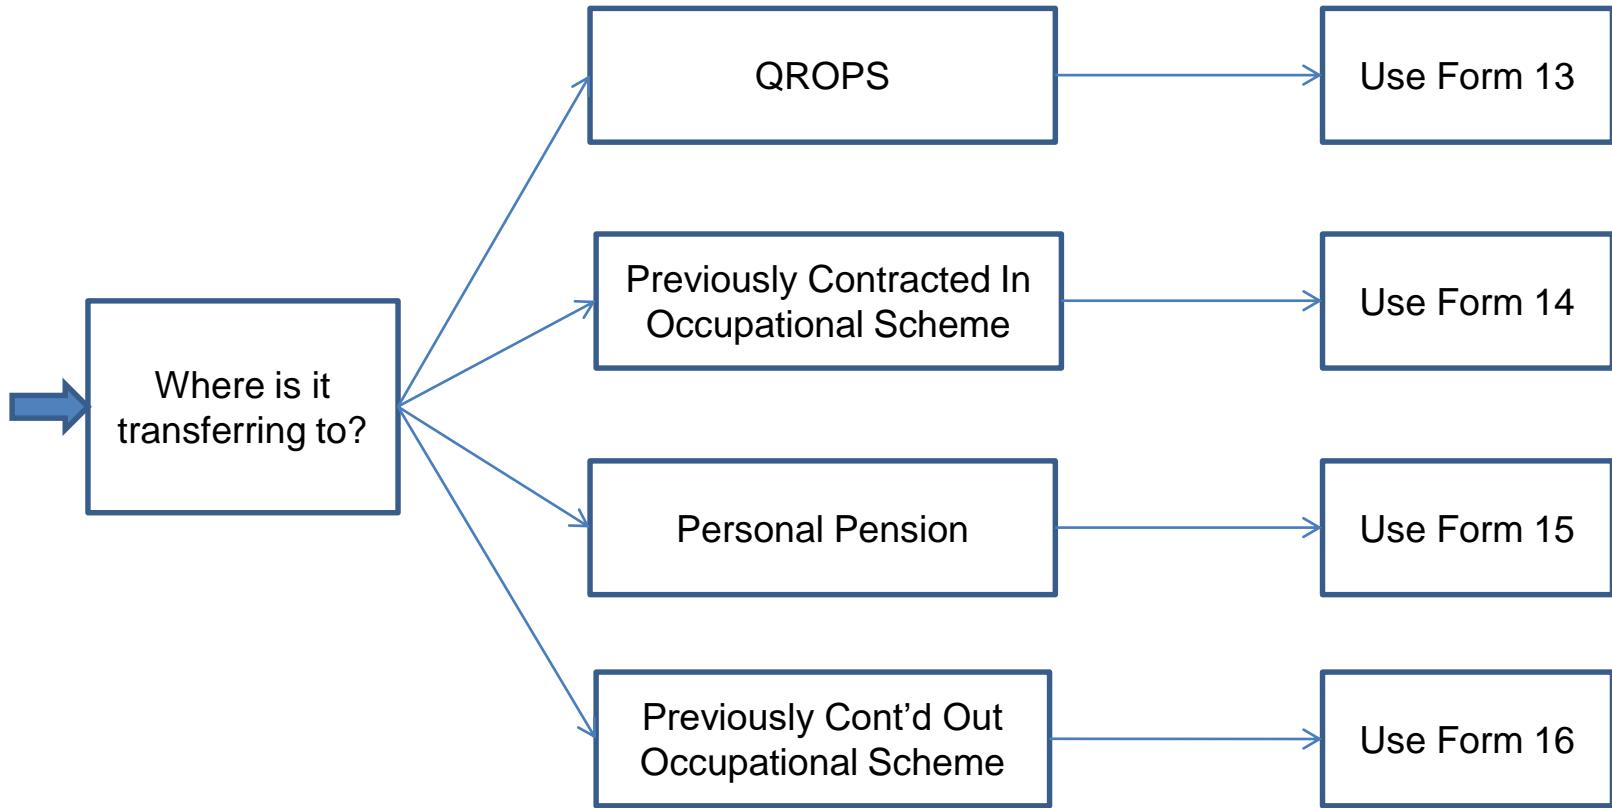 QROPS
Use Form 13
Previously Contracted In
Occupational Scheme
Use Form 14
Where is it
transferring to?
Personal Pension
Use Form 15
Previously Cont’d Out
Occupational Scheme
Use Form 16